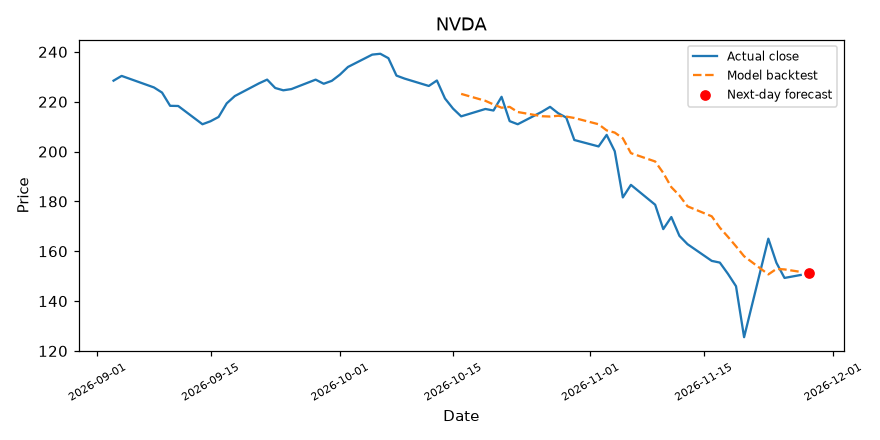 NVDA
Actual close
Model backtest
Next-day forecast
240
220
200
180
160
140
120
Price
2026-09-01
2026-09-15
2026-10-01
2026-10-15
2026-11-01
2026-11-15
2026-12-01
Date